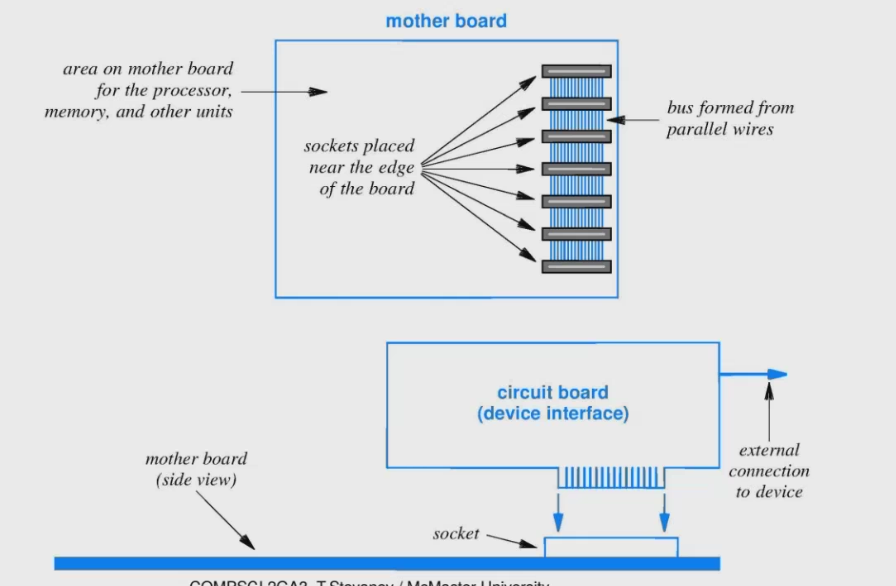 mother board
area on mother board
for the processor,
memory, and other units
sockets placed
near the edge
of the board
bus formed from
parallel wires
circuit board
(device interface)
external
connection
to device
mother board
(side view)
socket